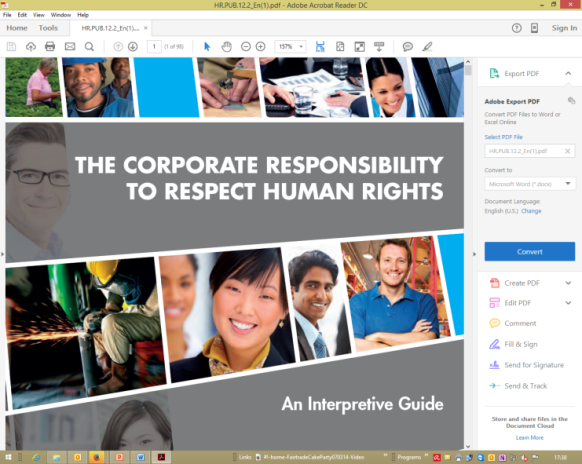 HR.PUB.12.2_En(1).pdf - Adobe Acrobat Reader DC
File Edit View Window Help
Home Tools HR.PUB.12.2_En(1).... × Sign In
1 (1 of 98) 157%
Export PDF
Adobe Export PDF
Convert PDF Files to Word or
Excel Online
Select PDF File
HR.PUB.12.2_En(1).pdf ×
Convert to
Microsoft Word (*.docx)
Document Language:
English (U.S.) Change
Convert
Create PDF
Edit PDF
Comment
Fill & Sign
Send for Signature
Send & Track
Store and share files in the
Document Cloud
Learn More
THE CORPORATE RESPONSIBILITY
TO RESPECT HUMAN RIGHTS
An Interpretive Guide
Links Programs 17:38